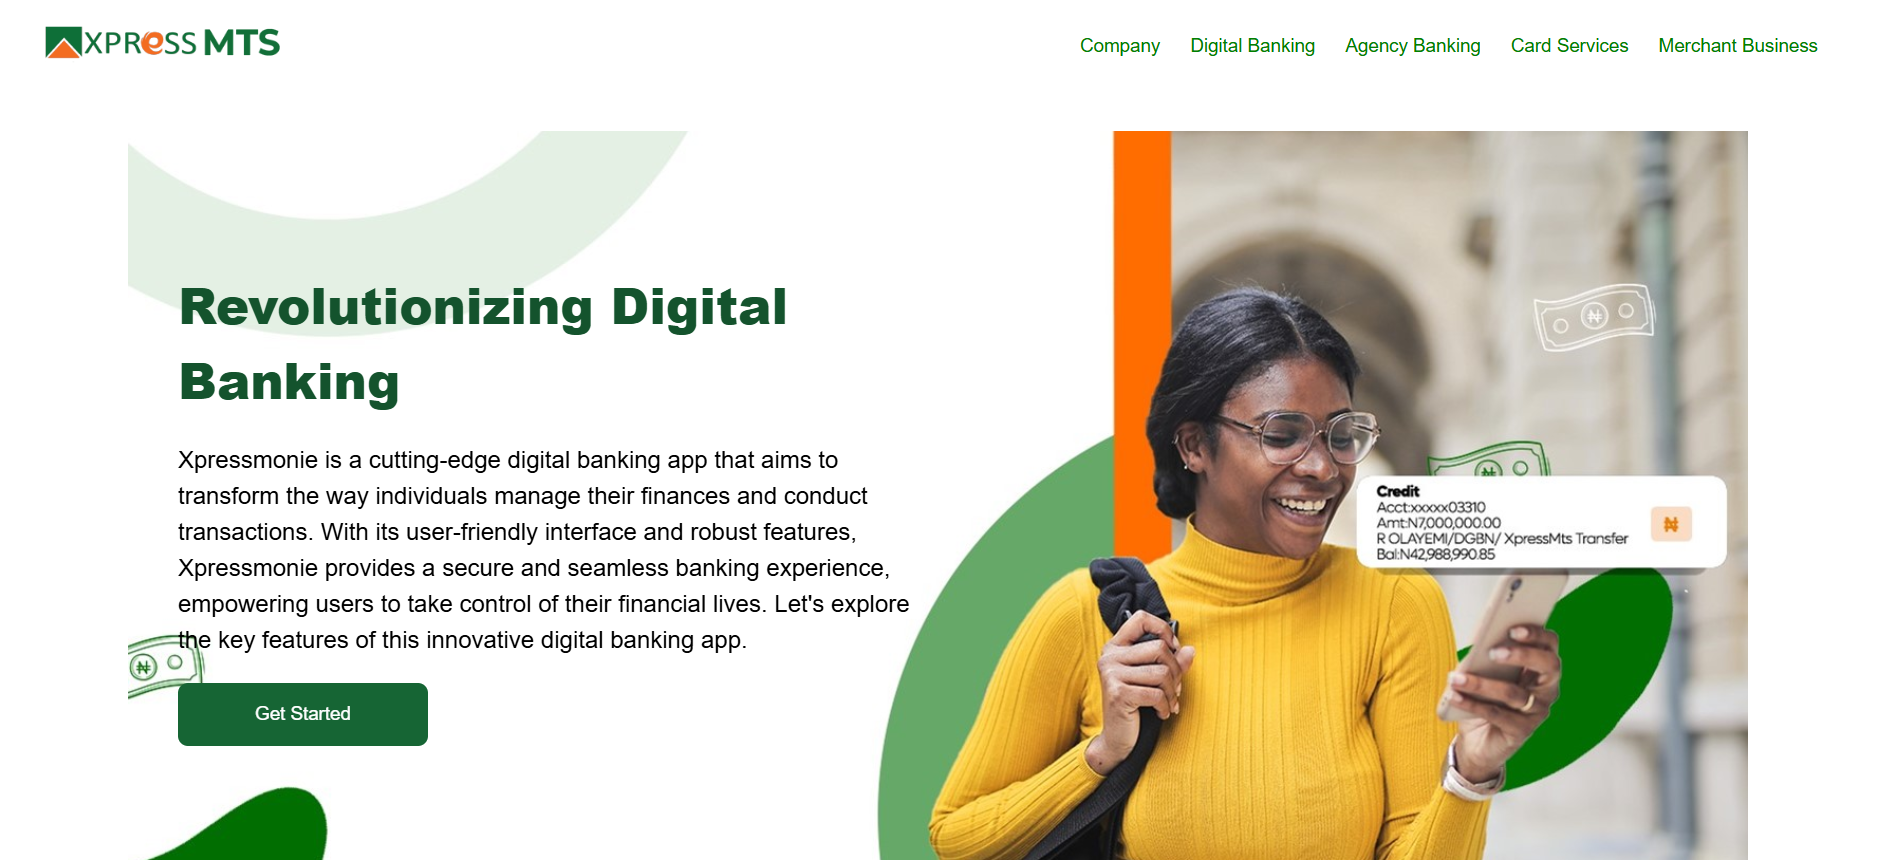 XPRESS MTS
Company Digital Banking Agency Banking Card Services Merchant Business
Revolutionizing Digital
Banking
Xpressmonie is a cutting-edge digital banking app that aims to
transform the way individuals manage their finances and conduct
transactions. With its user-friendly interface and robust features,
Xpressmonie provides a secure and seamless banking experience,
empowering users to take control of their financial lives. Let's explore
the key features of this innovative digital banking app.
Get Started
Credit
Acct:xxxxx03310
Amt:N7,000,000.00
R OLAYEMI/DGBN/ XpressMts Transfer
Bal:N42,988,990.85
₦
₦
₦
₦